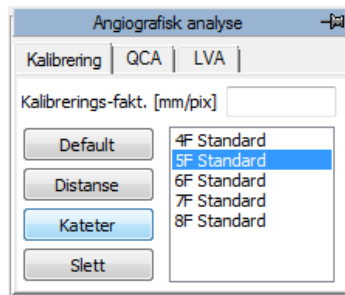 Angiografisk analyse
Kalibrering QCA LVA
Kalibrerings-fakt. [mm/pix]
Default
Distanse
Kateter
Slett
4F Standard
5F Standard
6F Standard
7F Standard
8F Standard